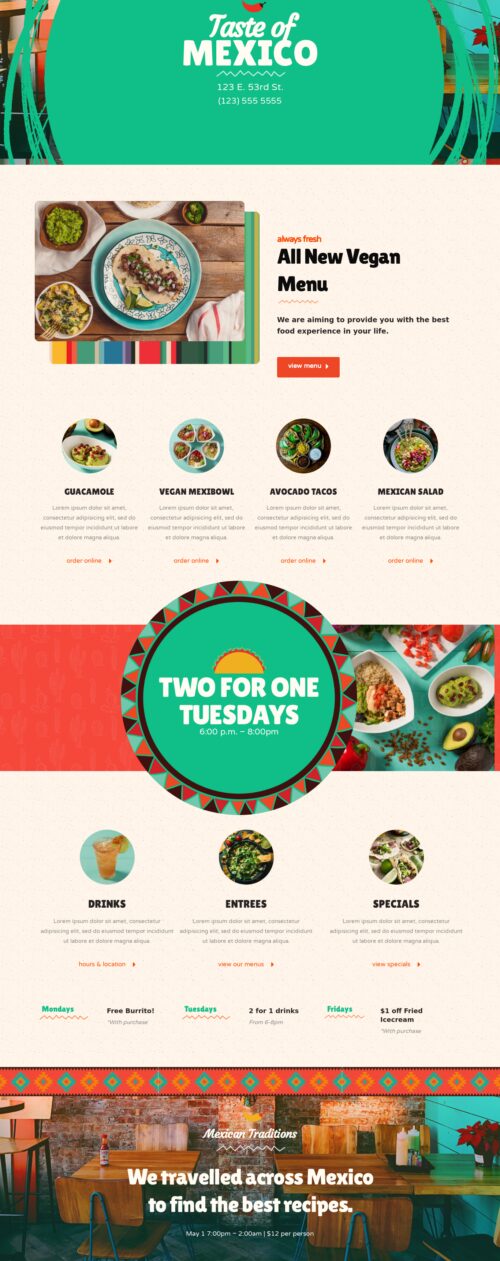 Taste of
MEXICO
123 E. 53rd St.
(123) 555 5555
always fresh
All New Vegan
Menu
We are aiming to provide you with the best
food experience in your life.
view menu
GUACAMOLE
Lorem ipsum dolor sit amet,
consectetur adipiscing elit, sed do
eiusmod tempor incididunt ut labore
et dolore magna aliqua.
order online
VEGAN MEXIBOWL
Lorem ipsum dolor sit amet,
consectetur adipiscing elit, sed do
eiusmod tempor incididunt ut labore
et dolore magna aliqua.
order online
AVOCADO TACOS
Lorem ipsum dolor sit amet,
consectetur adipiscing elit, sed do
eiusmod tempor incididunt ut labore
et dolore magna aliqua.
order online
MEXICAN SALAD
Lorem ipsum dolor sit amet,
consectetur adipiscing elit, sed do
eiusmod tempor incididunt ut labore
et dolore magna aliqua.
order online
TWO FOR ONE
TUESDAYS
6:00 p.m. – 8:00pm
DRINKS
Lorem ipsum dolor sit amet, consectetur
adipiscing elit, sed do eiusmod tempor incididunt
ut labore et dolore magna aliqua.
hours & location
ENTREES
Lorem ipsum dolor sit amet, consectetur
adipiscing elit, sed do eiusmod tempor incididunt
ut labore et dolore magna aliqua.
view our menus
SPECIALS
Lorem ipsum dolor sit amet, consectetur
adipiscing elit, sed do eiusmod tempor incididunt
ut labore et dolore magna aliqua.
view specials
Mondays
Free Burrito!
*With purchase
Tuesdays
2 for 1 drinks
From 6-8pm
Fridays
$1 off Fried
Icecream
*With purchase
Mexican Traditions
We travelled across Mexico
to find the best recipes.
May 1 7:00pm – 2:00am | $12 per person